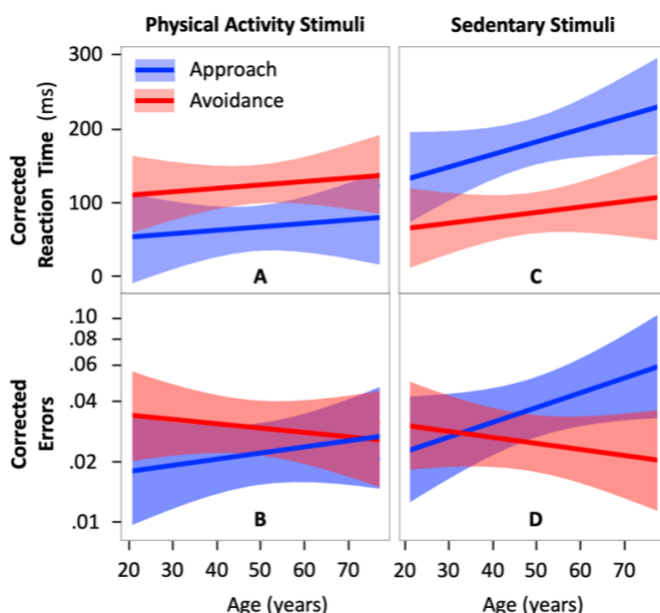 Physical Activity Stimuli
Sedentary Stimuli
Corrected
Reaction Time (ms)
300
200
100
0
Approach
Avoidance
A
C
Corrected
Errors
.10
.08
.06
.04
.02
.01
B
D
20 30 40 50 60 70
20 30 40 50 60 70
Age (years)
Age (years)